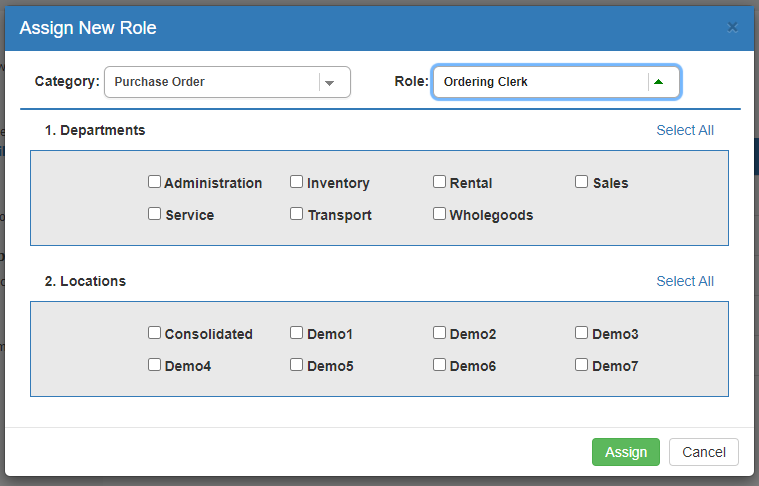 Assign New Role ×
Category: Purchase Order Role: Ordering Clerk
1. Departments Select All
Administration Inventory Rental Sales
Service Transport Wholegoods
2. Locations Select All
Consolidated Demo1 Demo2 Demo3
Demo4 Demo5 Demo6 Demo7
Assign Cancel